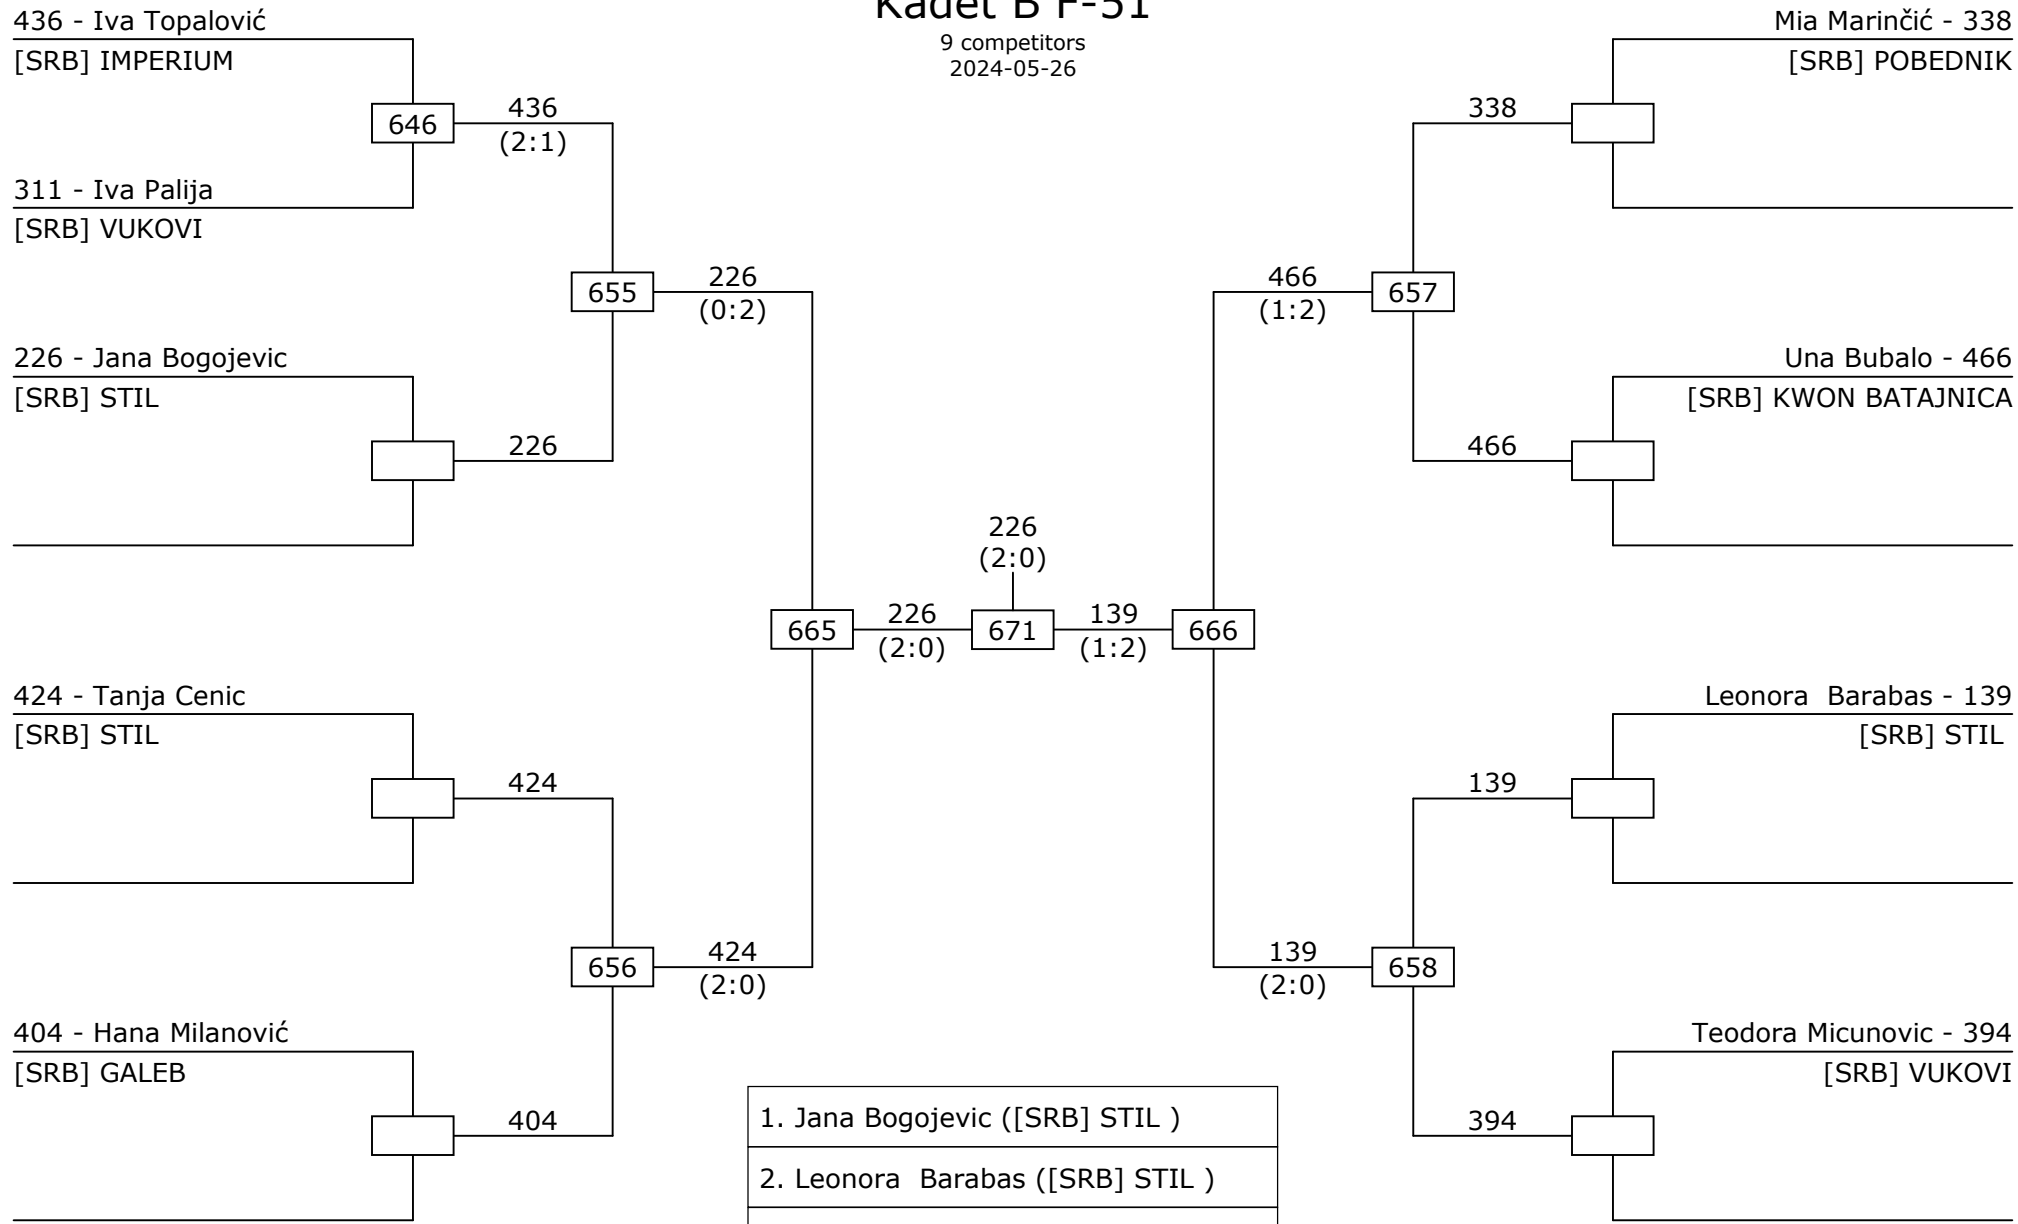 Kadet B F-51
9 competitors
2024-05-26
436 - Iva Topalović
[SRB] IMPERIUM
646
436
(2:1)
311 - Iva Palija
[SRB] VUKOVI
655
226
(0:2)
226 - Jana Bogojevic
[SRB] STIL
226
424 - Tanja Cenic
[SRB] STIL
424
656
424
(2:0)
404 - Hana Milanović
[SRB] GALEB
404
665
226
(2:0)
226
(2:0)
671
139
(1:2)
666
Mia Marinčić - 338
[SRB] POBEDNIK
338
466
(1:2)
657
Una Bubalo - 466
[SRB] KWON BATAJNICA
466
Leonora  Barabas - 139
[SRB] STIL
139
139
(2:0)
658
Teodora Micunovic - 394
[SRB] VUKOVI
394
1. Jana Bogojevic ([SRB] STIL )
2. Leonora  Barabas ([SRB] STIL )